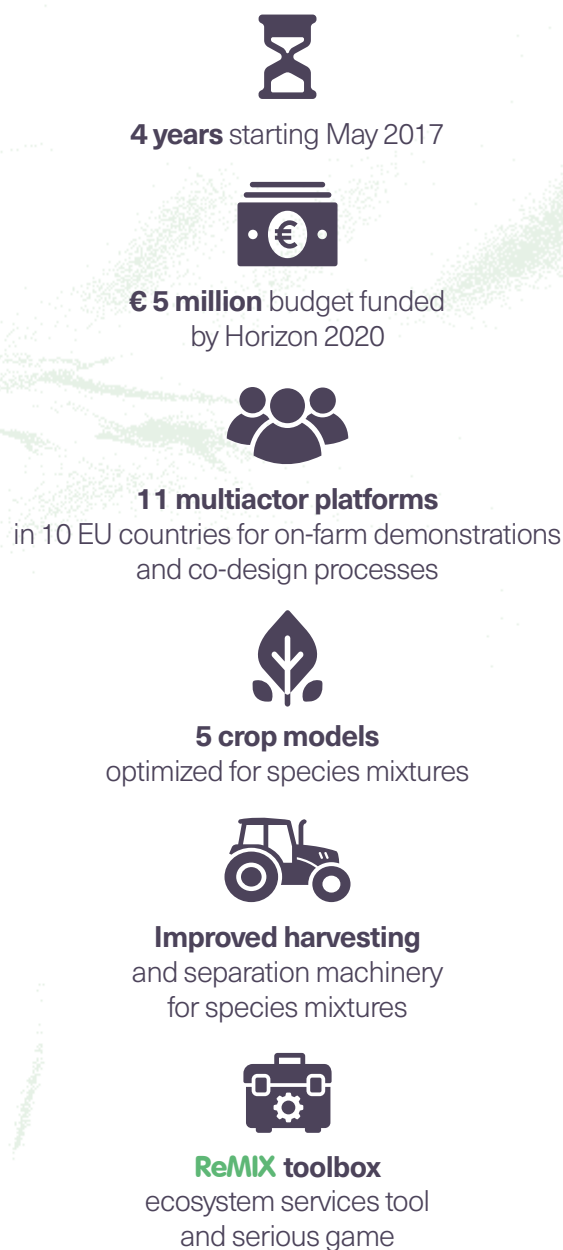 4 years starting May 2017
€
€ 5 million budget funded
by Horizon 2020
11 multiactor platforms
in 10 EU countries for on-farm demonstrations
and co-design processes
5 crop models
optimized for species mixtures
Improved harvesting
and separation machinery
for species mixtures
ReMIX toolbox
ecosystem services tool
and serious game